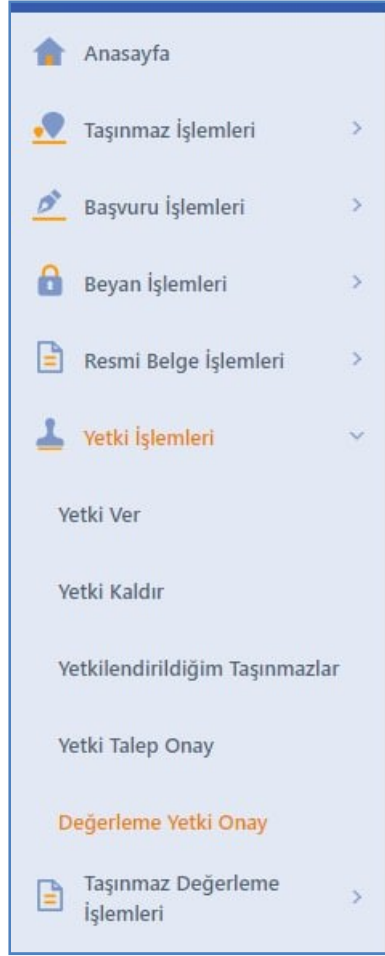 Anasayfa
Taşınmaz İşlemleri
Başvuru İşlemleri
Beyan İşlemleri
Resmi Belge İşlemleri
Yetki İşlemleri
Yetki Ver
Yetki Kaldır
Yetkilendirildiğim Taşınmazlar
Yetki Talep Onay
Değerleme Yetki Onay
Taşınmaz Değerleme
İşlemleri